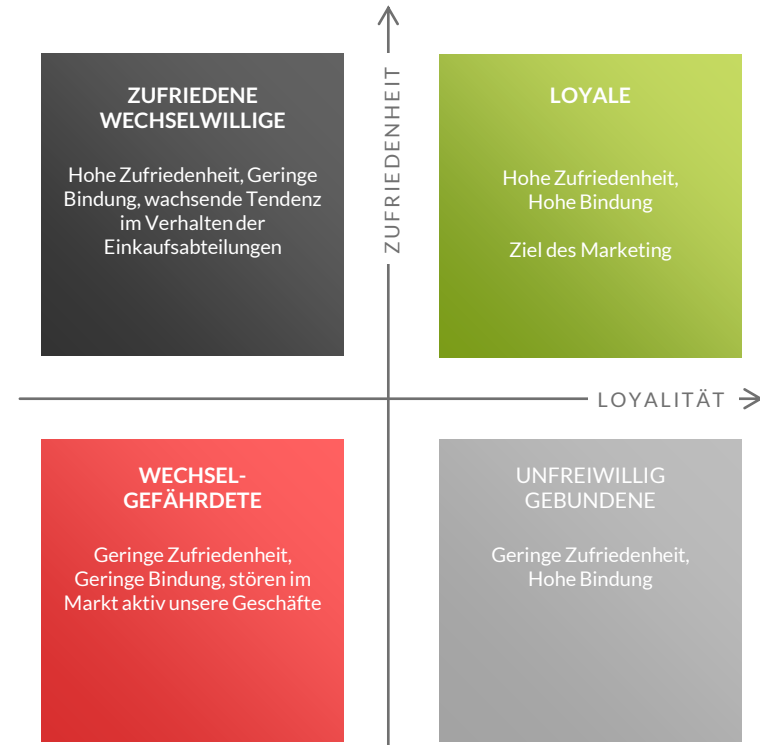 ZUFRIEDENE
WECHSELWILLIGE
Hohe Zufriedenheit, Geringe
Bindung, wachsende Tendenz
im Verhalten der
Einkaufsabteilungen
ZUFRIEDENHEIT
LOYALE
Hohe Zufriedenheit,
Hohe Bindung
Ziel des Marketing
LOYALITÄT
WECHSEL-
GEFÄHRDETE
Geringe Zufriedenheit,
Geringe Bindung, stören im
Markt aktiv unsere Geschäfte
UNFREIWILLIG
GEBUNDENE
Geringe Zufriedenheit,
Hohe Bindung